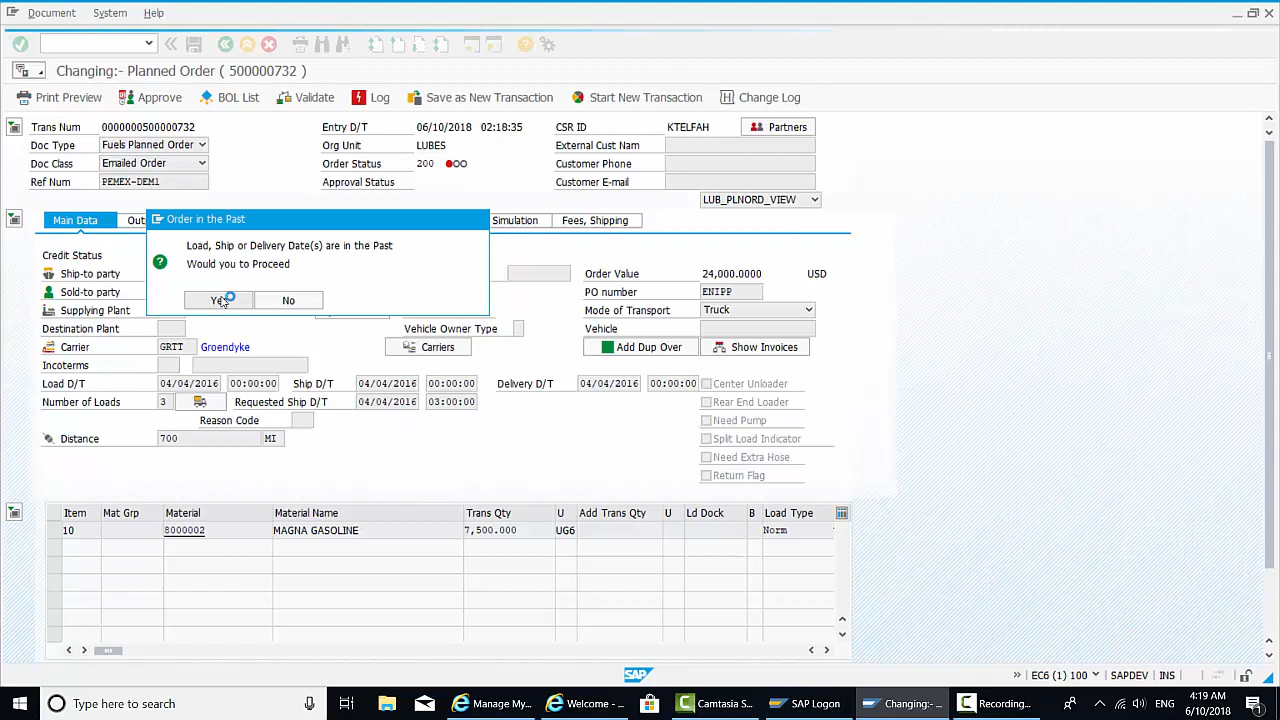 Document System Help
Changing:- Planned Order ( 500000732 )
Print Preview Approve BOL List Validate Log Save as New Transaction Start New Transaction Change Log
Trans Num 0000000500000732 Entry D/T 06/10/2018 02:18:35 CSR ID KTELFAH Partners
Doc Type Fuels Planned Order Org Unit LUBES External Cust Nam
Doc Class Emailed Order Order Status 200 Customer Phone
Ref Num PEMEX-DEM1 Approval Status Customer E-mail
LUB_PLNORD_VIEW
Main Data Out Order in the Past Simulation Fees, Shipping
Load, Ship or Delivery Date(s) are in the Past
Would you to Proceed
Yes No
Credit Status
Ship-to party Order Value 24,000.0000 USD
Sold-to party PO number ENIPP
Supplying Plant Mode of Transport Truck
Destination Plant Vehicle Owner Type Vehicle
Carrier GRTT Groendyke Carriers Add Dup Over Show Invoices
Incoterms
Load D/T 04/04/2016 00:00:00 Ship D/T 04/04/2016 00:00:00 Delivery D/T 04/04/2016 00:00:00 Center Unloader
Number of Loads 3 Requested Ship D/T 04/04/2016 03:00:00 Rear End Loader
Reason Code Need Pump
Distance 700 MI Split Load Indicator
Need Extra Hose
Return Flag
Item Mat Grp Material Material Name Trans Qty U Add Trans Qty U Ld Dock B Load Type
10 8000002 MAGNA GASOLINE 7,500.000 UG6 Norm
SAP » EC6 (1) 100 SAPDEV INS
Type here to search Manage My... Welcome - ... Camtasia S... SAP Logon Changing:- ... Recording... ENG 4:19 AM
6/10/2018